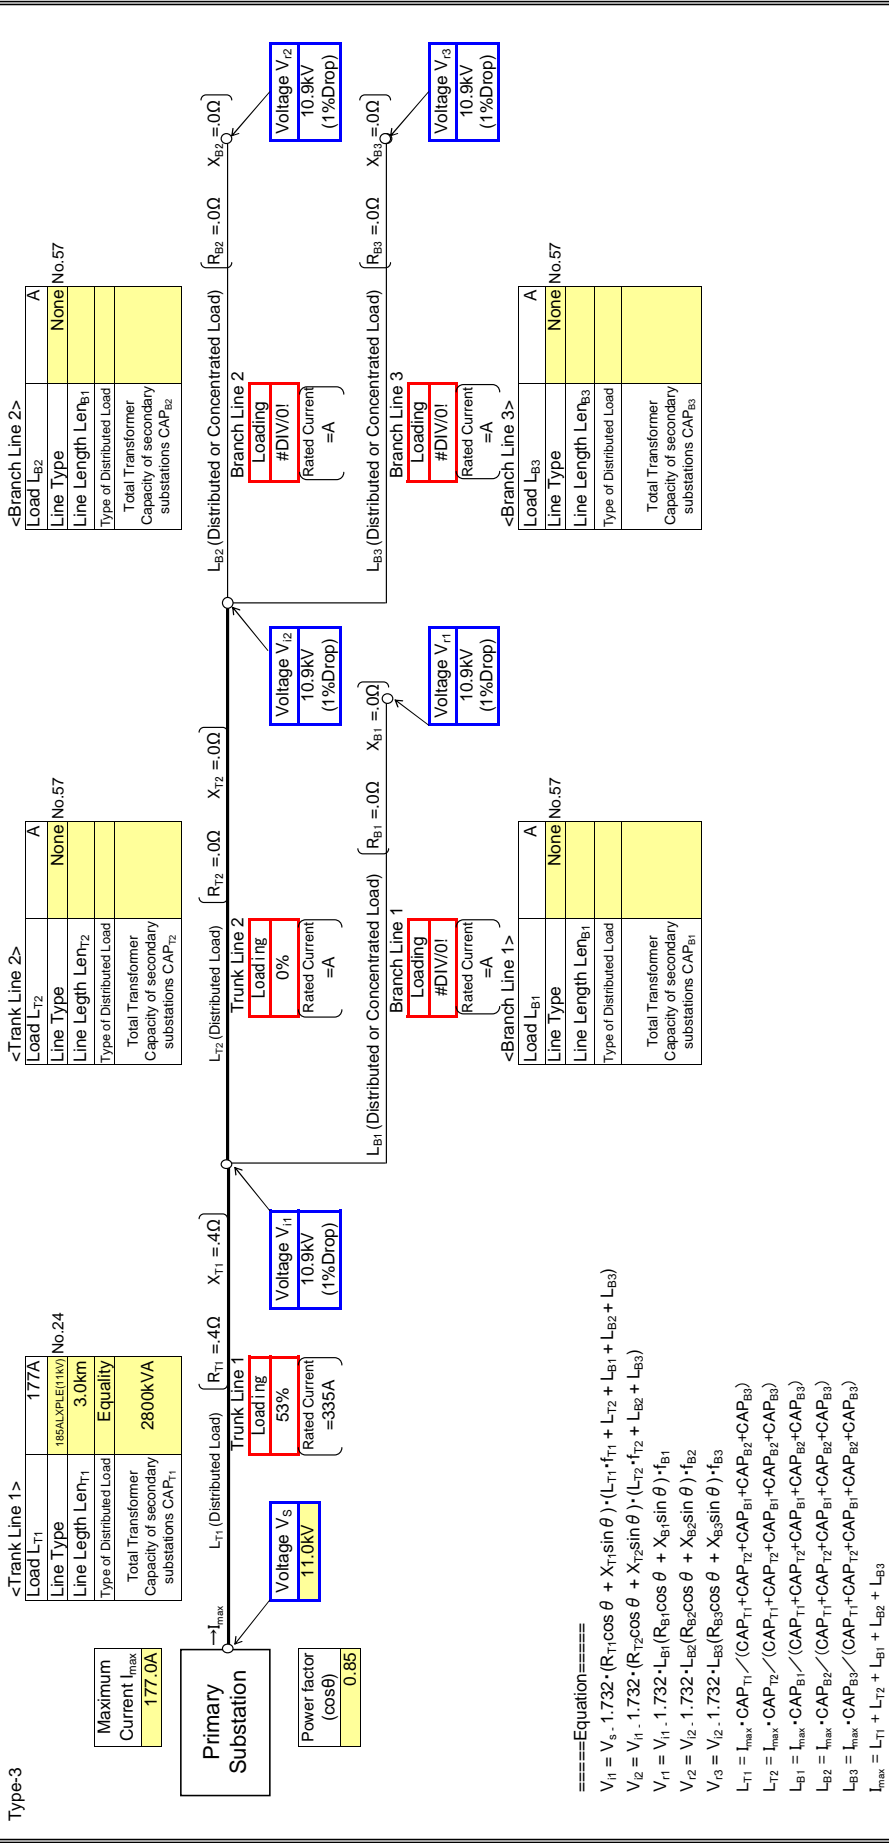 Type-3
<Trank Line 1>
Load L_T1 177A
Line Type 185ALXPLE(11kV) No.24
Line Legth Len_T1 3.0km
Type of Distributed Load Equality
Total Transformer
Capacity of secondary
substations CAP_T1
2800kVA
<Trank Line 2>
Load L_T2 A
Line Type None No.57
Line Legth Len_T2
Type of Distributed Load
Total Transformer
Capacity of secondary
substations CAP_T2
<Branch Line 2>
Load L_B2 A
Line Type None No.57
Line Length Len_B1
Type of Distributed Load
Total Transformer
Capacity of secondary
substations CAP_B2
Maximum
Current I_max
177.0A
Primary
Substation
Power factor
(cosθ)
0.85
→I_max
Voltage V_S
11.0kV
L_T1 (Distributed Load)
R_T1 =.4Ω X_T1 =.4Ω
Trunk Line 1
Loading
53%
Rated Current
=335A
Voltage V_i1
10.9kV
(1%Drop)
L_T2 (Distributed Load)
R_T2 =.0Ω X_T2 =.0Ω
Trunk Line 2
Loading
0%
Rated Current
=A
Voltage V_i2
10.9kV
(1%Drop)
L_B2 (Distributed or Concentrated Load)
R_B2 =.0Ω X_B2 =.0Ω
Branch Line 2
Loading
#DIV/0!
Rated Current
=A
Voltage V_r2
10.9kV
(1%Drop)
L_B1 (Distributed or Concentrated Load)
R_B1 =.0Ω X_B1 =.0Ω
Branch Line 1
Loading
#DIV/0!
Rated Current
=A
Voltage V_r1
10.9kV
(1%Drop)
L_B3 (Distributed or Concentrated Load)
R_B3 =.0Ω X_B3 =.0Ω
Branch Line 3
Loading
#DIV/0!
Rated Current
=A
Voltage V_r3
10.9kV
(1%Drop)
<Branch Line 1>
Load L_B1 A
Line Type None No.57
Line Length Len_B1
Type of Distributed Load
Total Transformer
Capacity of secondary
substations CAP_B1
<Branch Line 3>
Load L_B3 A
Line Type None No.57
Line Length Len_B3
Type of Distributed Load
Total Transformer
Capacity of secondary
substations CAP_B3
=====Equation=====
V_i1 = V_s - 1.732・(R_T1cosθ + X_T1sinθ)・(L_T1・f_T1 + L_T2 + L_B1 + L_B2 + L_B3)
V_i2 = V_i1 - 1.732・(R_T2cosθ + X_T2sinθ)・(L_T2・f_T2 + L_B2 + L_B3)
V_r1 = V_i1 - 1.732・L_B1(R_B1cosθ + X_B1sinθ)・f_B1
V_r2 = V_i2 - 1.732・L_B2(R_B2cosθ + X_B2sinθ)・f_B2
V_r3 = V_i2 - 1.732・L_B3(R_B3cosθ + X_B3sinθ)・f_B3
L_T1 = I_max・CAP_T1／(CAP_T1+CAP_T2+CAP_B1+CAP_B2+CAP_B3)
L_T2 = I_max・CAP_T2／(CAP_T1+CAP_T2+CAP_B1+CAP_B2+CAP_B3)
L_B1 = I_max・CAP_B1／(CAP_T1+CAP_T2+CAP_B1+CAP_B2+CAP_B3)
L_B2 = I_max・CAP_B2／(CAP_T1+CAP_T2+CAP_B1+CAP_B2+CAP_B3)
L_B3 = I_max・CAP_B3／(CAP_T1+CAP_T2+CAP_B1+CAP_B2+CAP_B3)
I_max = L_T1 + L_T2 + L_B1 + L_B2 + L_B3